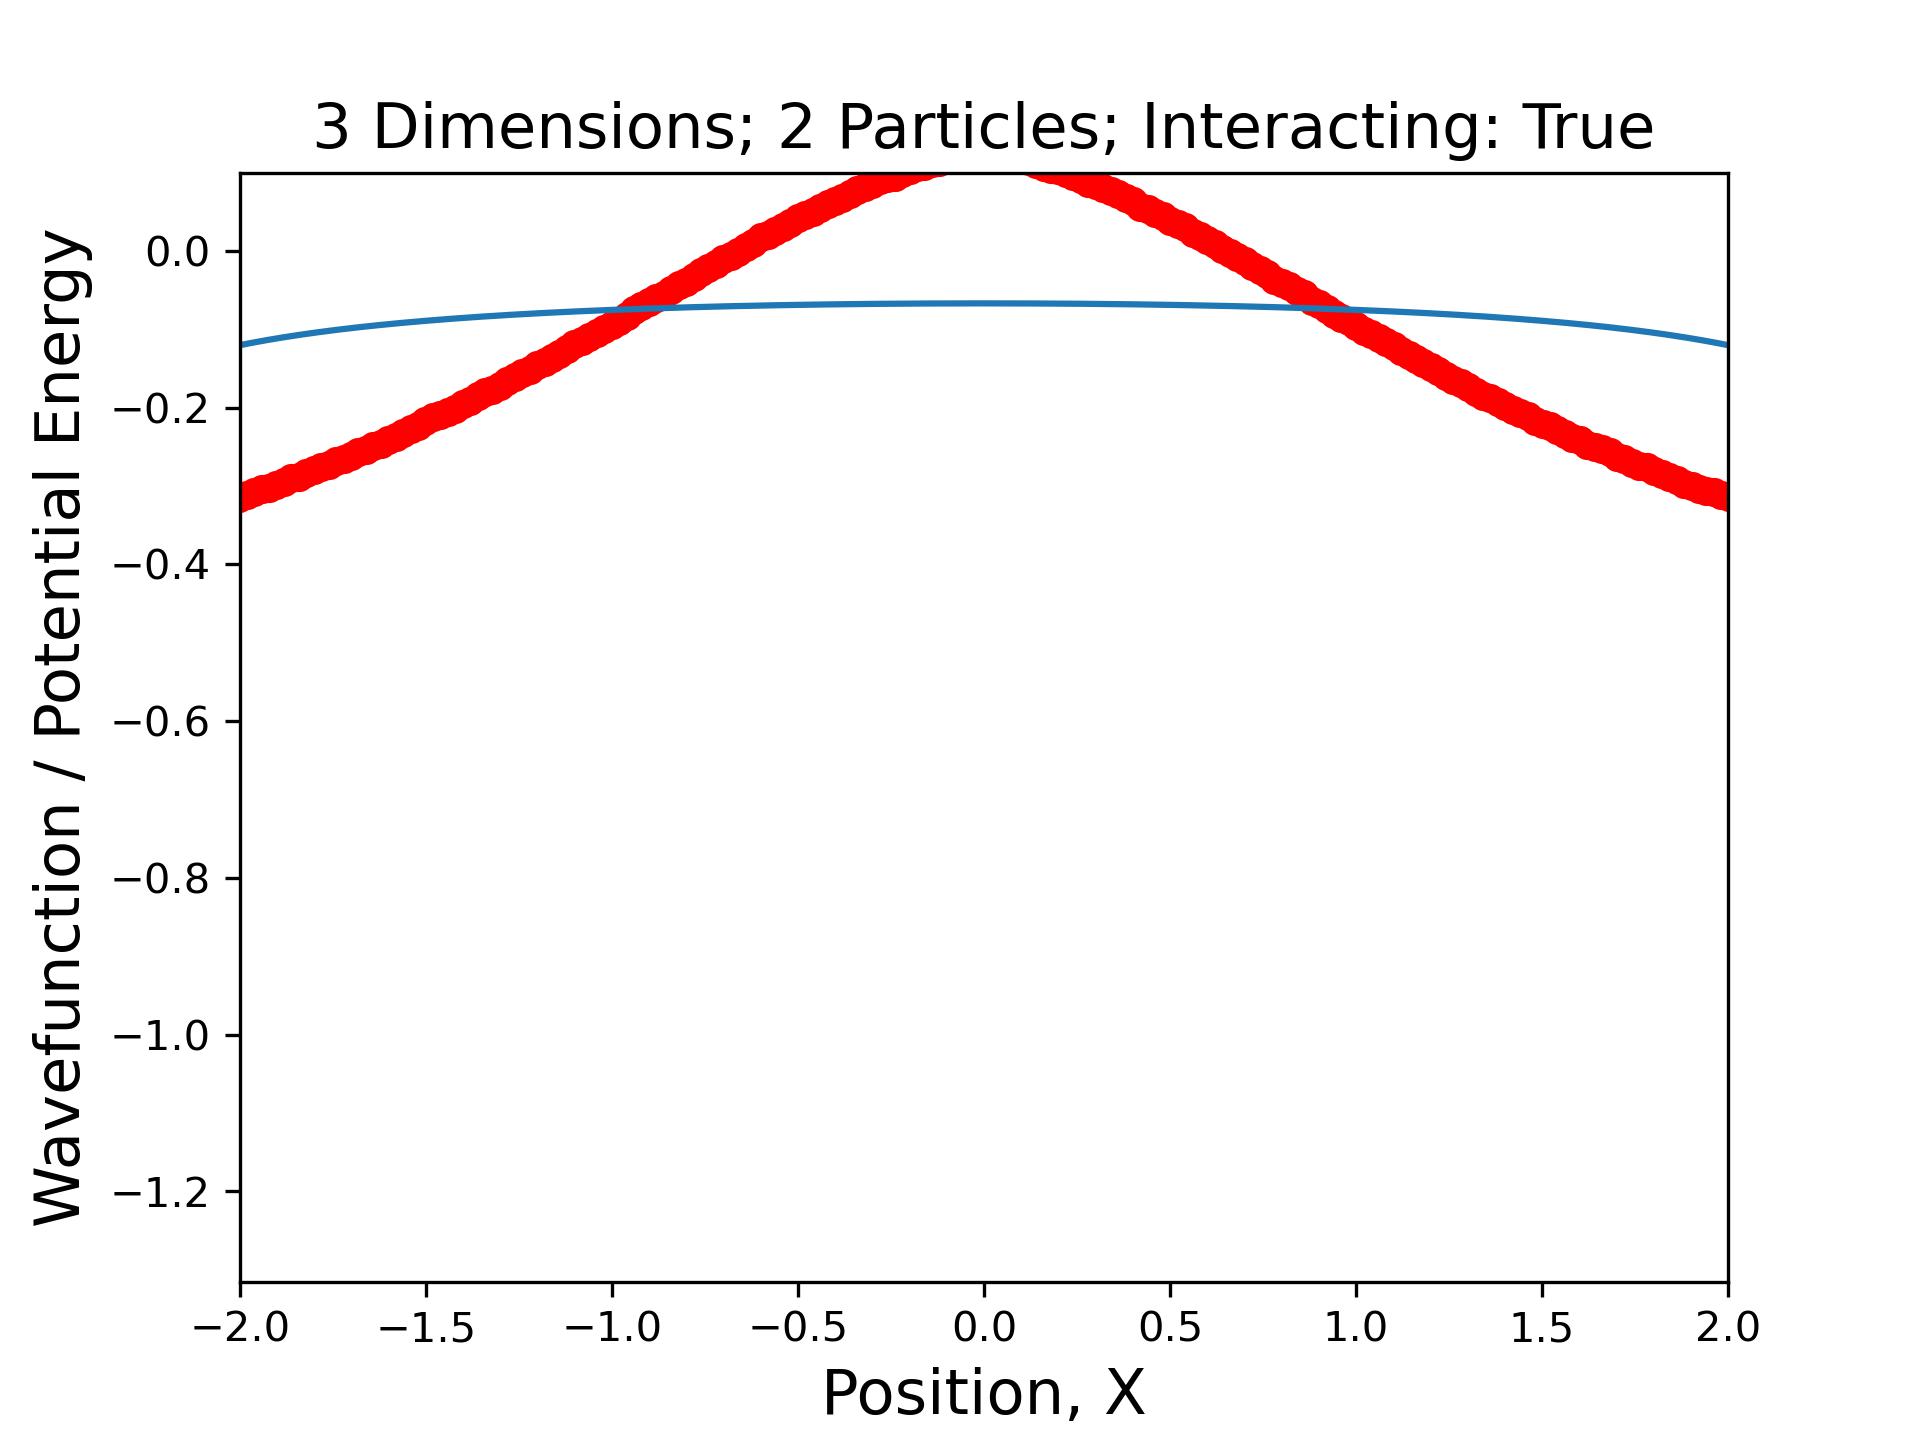 3 Dimensions; 2 Particles; Interacting: True
Wavefunction / Potential Energy
0.0
−0.2
−0.4
−0.6
−0.8
−1.0
−1.2
−2.0 −1.5 −1.0 −0.5 0.0 0.5 1.0 1.5 2.0
Position, X